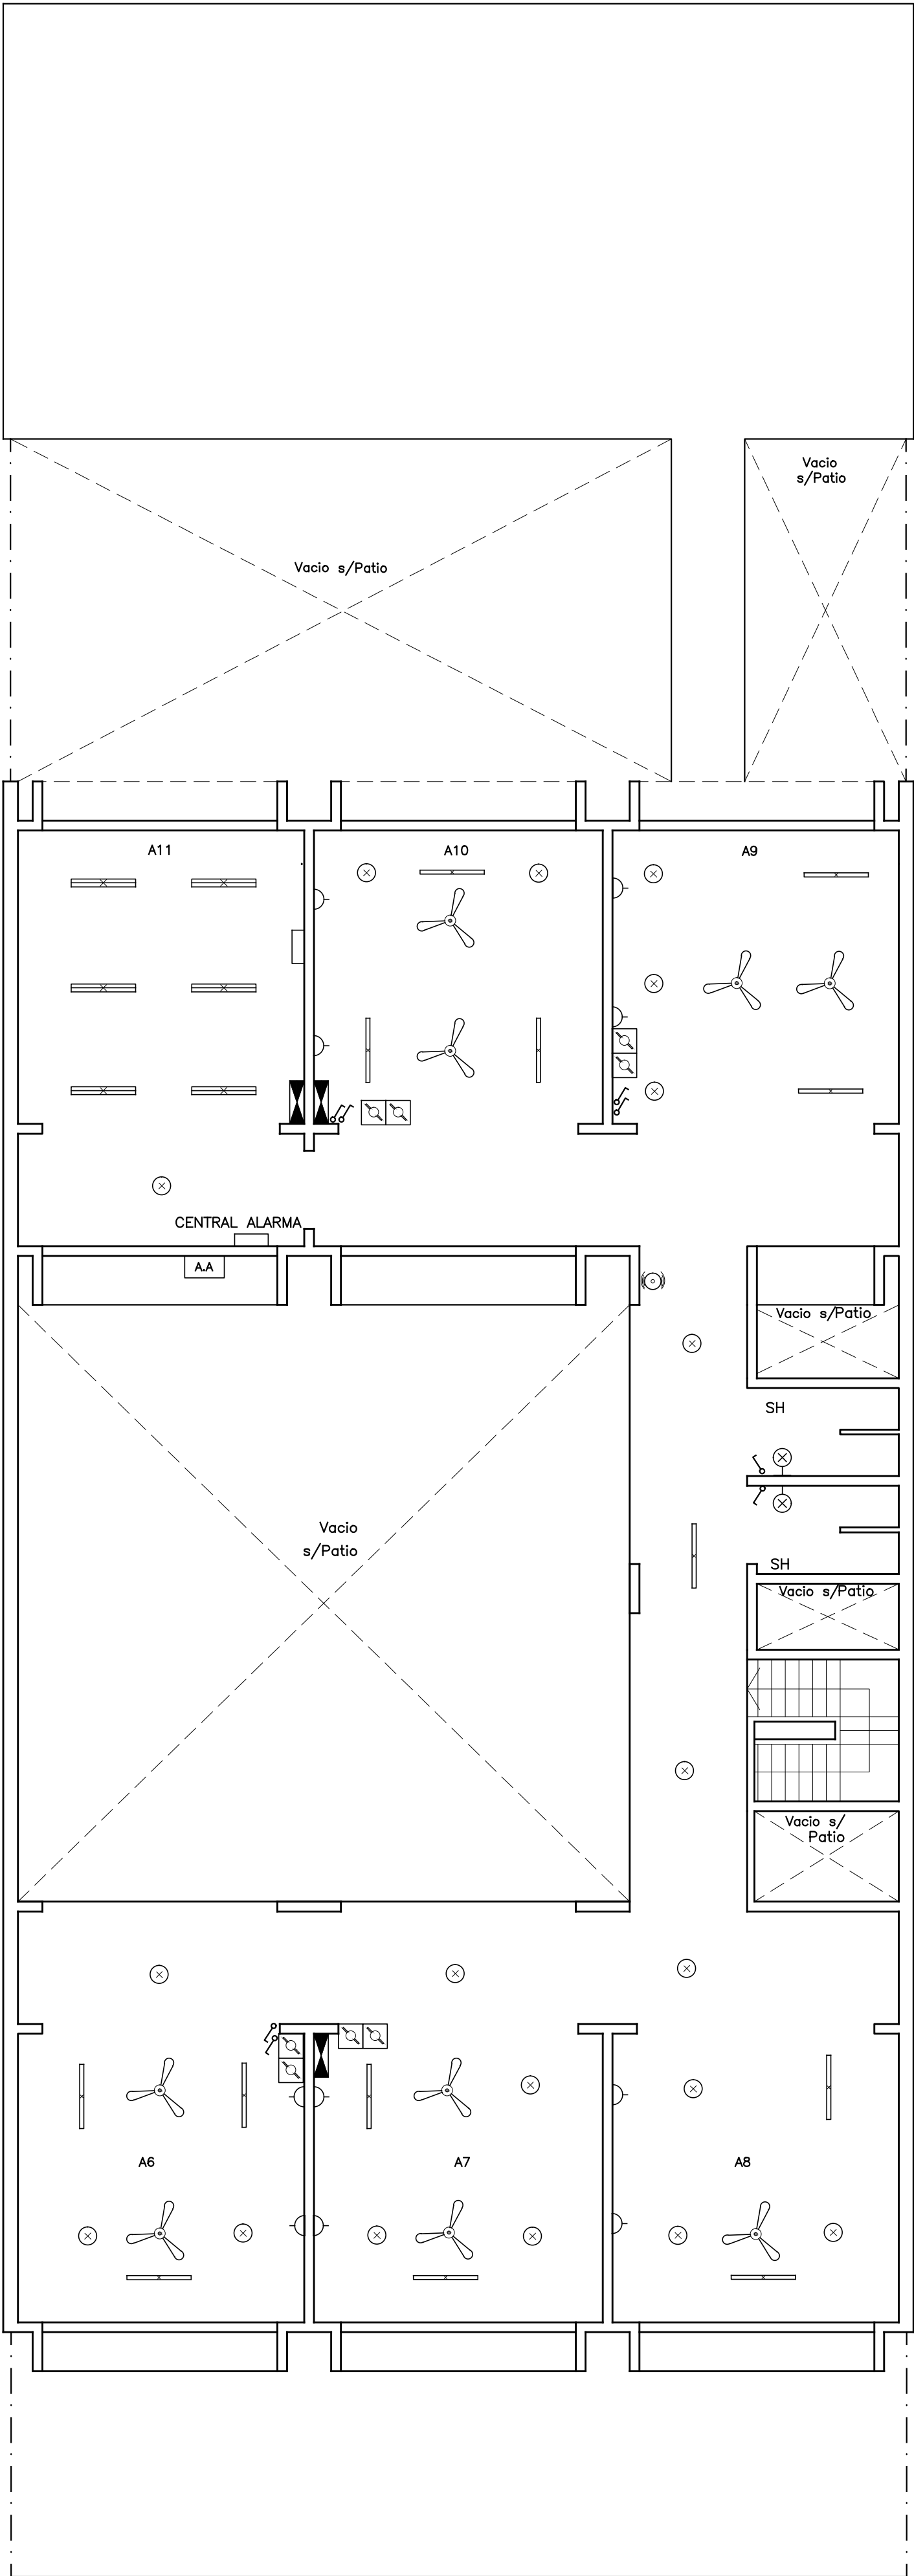 Vacio
s/Patio
Vacio s/Patio
A11
A10
A9
CENTRAL ALARMA
A.A
Vacio s/Patio
SH
Vacio
s/Patio
SH
Vacio s/Patio
Vacio s/
Patio
A6
A7
A8